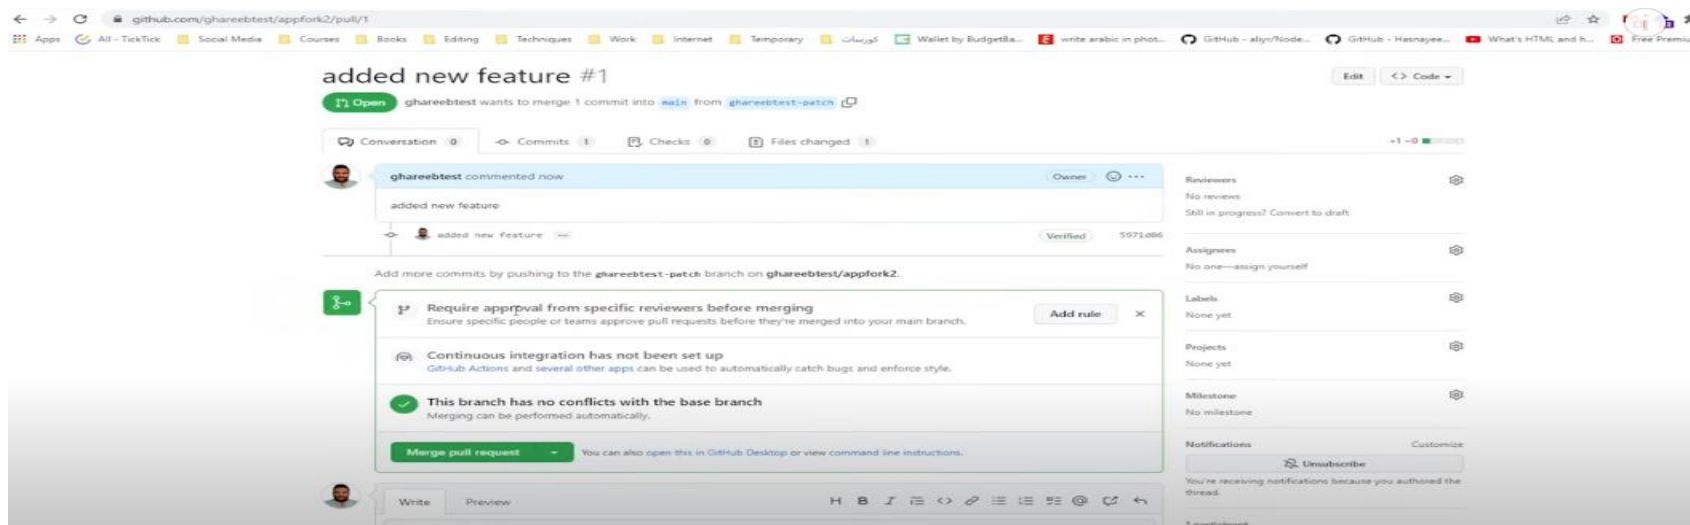 github.com/ghareebtest/appfork2/pull/1
Apps All - TickTick Social Media Courses Books Editing Techniques Work Internet Temporary كورسات Wallet by BudgetBa... write arabic in phot... GitHub - abyr/Node... GitHub - Hasnayee... What's HTML and h... Free Premiu
added new feature #1
Edit <> Code
Open ghareebtest wants to merge 1 commit into main from ghareebtest-patch
Conversation 0 Commits 1 Checks 0 Files changed 1 +1 −0
ghareebtest commented now Owner ...
added new feature
added new feature ... Verified 5971d06
Add more commits by pushing to the ghareebtest-patch branch on ghareebtest/appfork2.
Require approval from specific reviewers before merging
Ensure specific people or teams approve pull requests before they're merged into your main branch.
Add rule
Continuous integration has not been set up
GitHub Actions and several other apps can be used to automatically catch bugs and enforce style.
This branch has no conflicts with the base branch
Merging can be performed automatically.
Merge pull request You can also open this in GitHub Desktop or view command line instructions.
Write Preview H B I <> @
Reviewers
No reviews
Still in progress? Convert to draft
Assignees
No one—assign yourself
Labels
None yet
Projects
None yet
Milestone
No milestone
Notifications Customize
Unsubscribe
You're receiving notifications because you authored the
thread.
1 participant